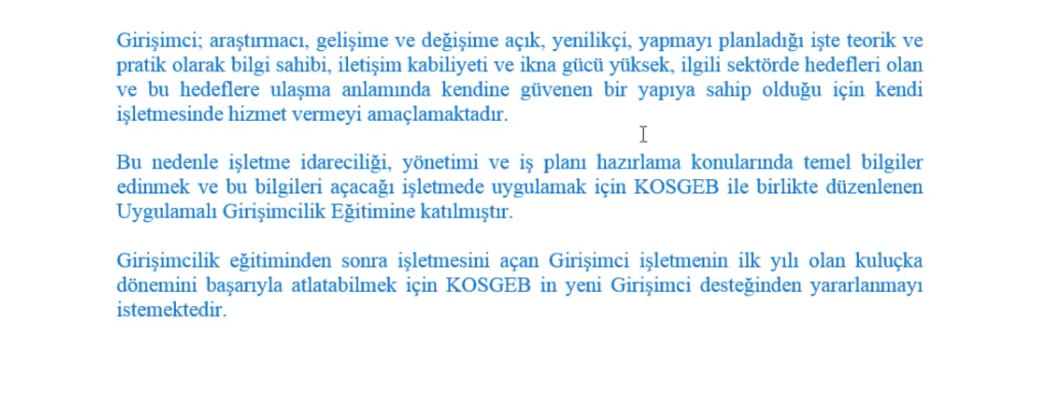 Girişimci; araştırmacı, gelişime ve değişime açık, yenilikçi, yapmayı planladığı işte teorik ve
pratik olarak bilgi sahibi, iletişim kabiliyeti ve ikna gücü yüksek, ilgili sektörde hedefleri olan
ve bu hedeflere ulaşma anlamında kendine güvenen bir yapıya sahip olduğu için kendi
işletmesinde hizmet vermeyi amaçlamaktadır.
Bu nedenle işletme idareciliği, yönetimi ve iş planı hazırlama konularında temel bilgiler
edinmek ve bu bilgileri açacağı işletmede uygulamak için KOSGEB ile birlikte düzenlenen
Uygulamalı Girişimcilik Eğitimine katılmıştır.
Girişimcilik eğitiminden sonra işletmesini açan Girişimci işletmenin ilk yılı olan kuluçka
dönemini başarıyla atlatabilmek için KOSGEB in yeni Girişimci desteğinden yararlanmayı
istemektedir.